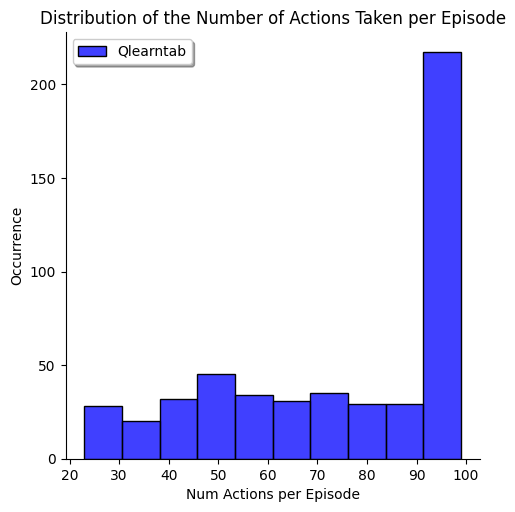 Distribution of the Number of Actions Taken per Episode
Qlearntab
200
150
100
50
0
Occurrence
20 30 40 50 60 70 80 90 100
Num Actions per Episode